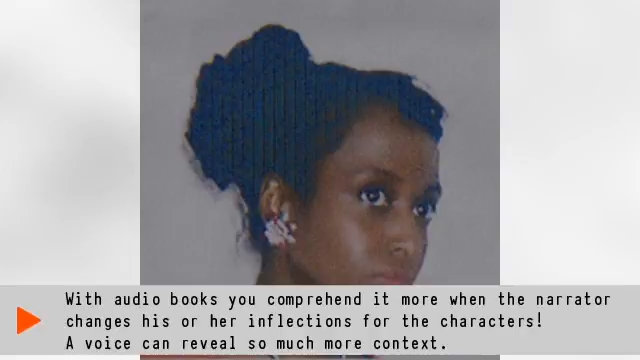 With audio books you comprehend it more when the narrator
changes his or her inflections for the characters!
A voice can reveal so much more context.